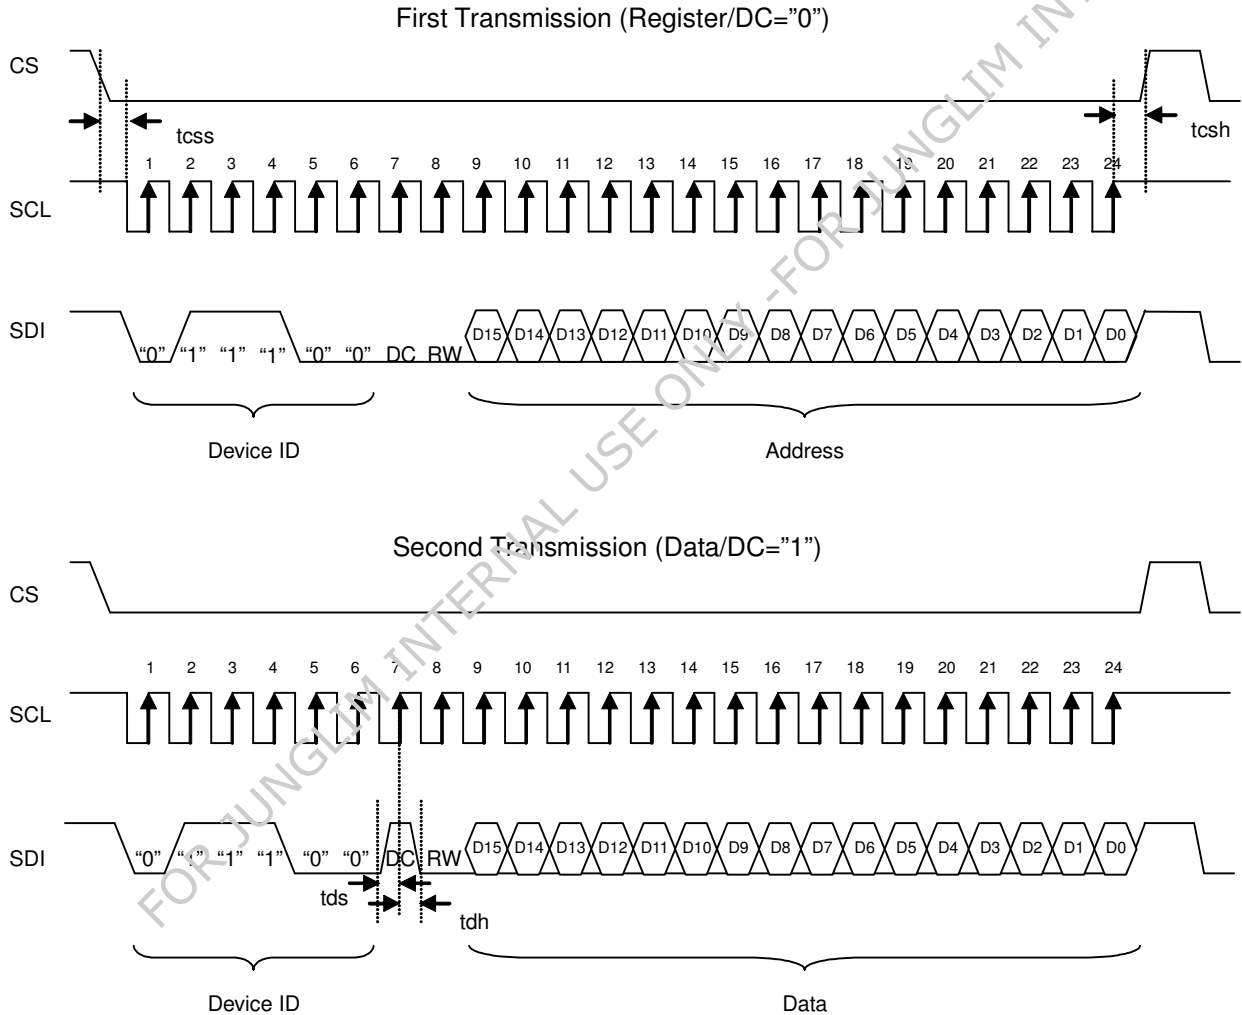 First Transmission (Register/DC=”0”)
CS
tcss
tcsh
1 2 3 4 5 6 7 8 9 10 11 12 13 14 15 16 17 18 19 20 21 22 23 24
SCL
SDI
“0” “1” “1” “1” “0” “0” DC RW D15 D14 D13 D12 D11 D10 D9 D8 D7 D6 D5 D4 D3 D2 D1 D0
Device ID
Address
Second Transmission (Data/DC=”1”)
CS
1 2 3 4 5 6 7 8 9 10 11 12 13 14 15 16 17 18 19 20 21 22 23 24
SCL
SDI
“0” “1” “1” “1” “0” “0” DC RW D15 D14 D13 D12 D11 D10 D9 D8 D7 D6 D5 D4 D3 D2 D1 D0
tds
tdh
Device ID
Data
FOR JUNGLIM INTERNAL USE ONLY -FOR JUNGLIM